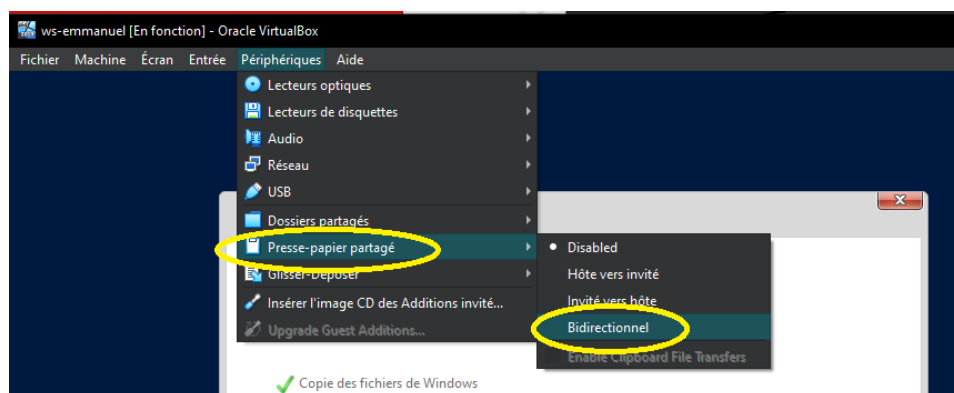 ws-emmanuel [En fonction] - Oracle VirtualBox
Fichier Machine Écran Entrée Périphériques Aide
Lecteurs optiques
Lecteurs de disquettes
Audio
Réseau
USB
Dossiers partagés
Presse-papier partagé
Glisser-Déposer
Insérer l'image CD des Additions invité...
Upgrade Guest Additions...
Disabled
Hôte vers invité
Invité vers hôte
Bidirectionnel
Enable Clipboard File Transfers
Copie des fichiers de Windows